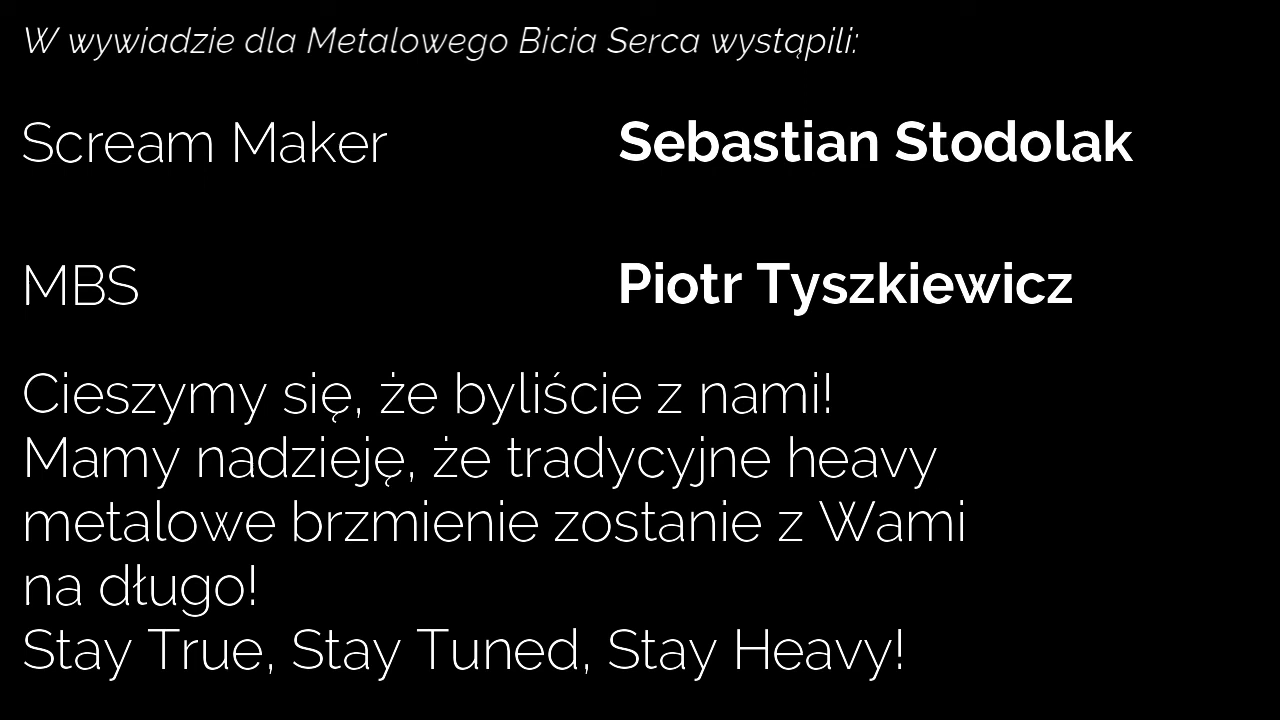 W wywiadzie dla Metalowego Bicia Serca wystąpili:
Scream Maker Sebastian Stodolak
MBS Piotr Tyszkiewicz
Cieszymy się, że byliście z nami!
Mamy nadzieję, że tradycyjne heavy
metalowe brzmienie zostanie z Wami
na długo!
Stay True, Stay Tuned, Stay Heavy!